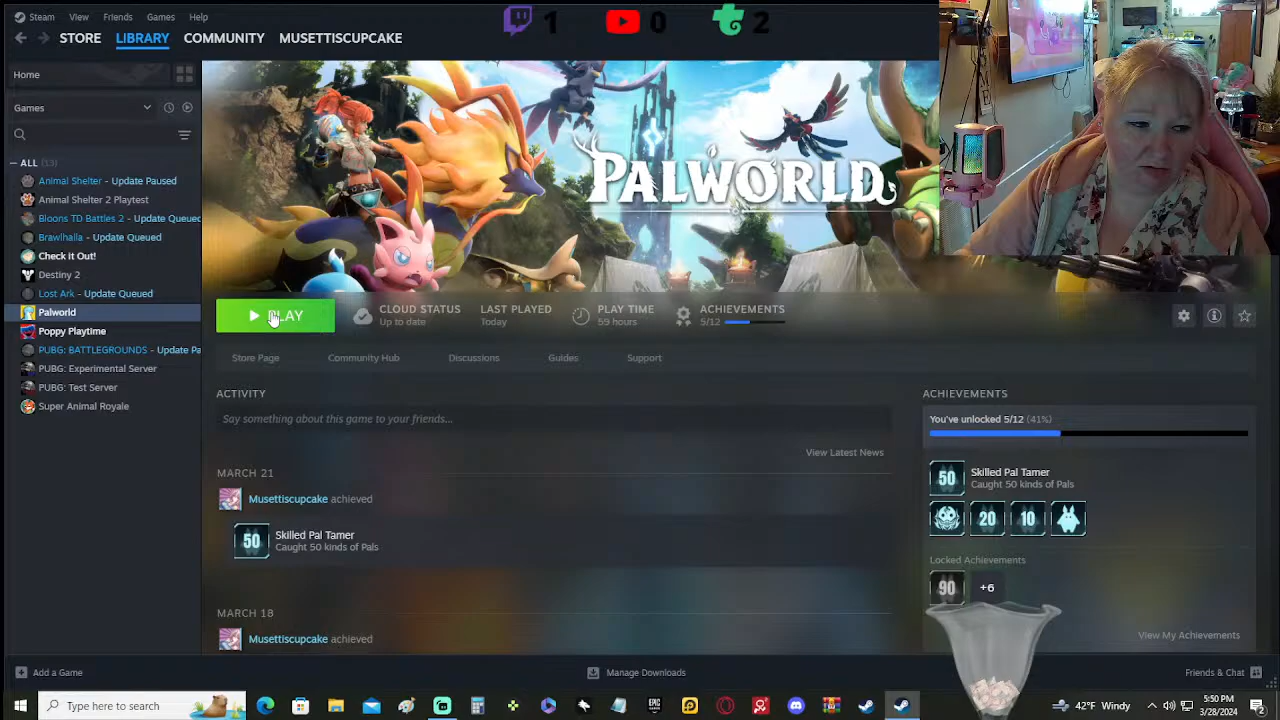 Steam View Friends Games Help
1 0 2
STORE LIBRARY COMMUNITY MUSETTISCUPCAKE
Home
Games
ALL (13)
Animal Shelter - Update Paused
Animal Shelter 2 Playtest
Bloons TD Battles 2 - Update Queued
Brawlhalla - Update Queued
Check It Out!
Destiny 2
Lost Ark - Update Queued
Palworld
Poppy Playtime
PUBG: BATTLEGROUNDS - Update Pa
PUBG: Experimental Server
PUBG: Test Server
Super Animal Royale
PALWORLD
PLAY
CLOUD STATUS
Up to date
LAST PLAYED
Today
PLAY TIME
59 hours
ACHIEVEMENTS
5/12
Store Page Community Hub Discussions Guides Support
ACTIVITY
Say something about this game to your friends...
View Latest News
MARCH 21
Musettiscupcake achieved
50
Skilled Pal Tamer
Caught 50 kinds of Pals
MARCH 18
Musettiscupcake achieved
ACHIEVEMENTS
You've unlocked 5/12 (41%)
50
Skilled Pal Tamer
Caught 50 kinds of Pals
20 10
Locked Achievements
90 +6
View My Achievements
Add a Game
Manage Downloads
Friends & Chat
Type here to search
EPIC
42°F Windy
5:50 PM
3/28/2024
2